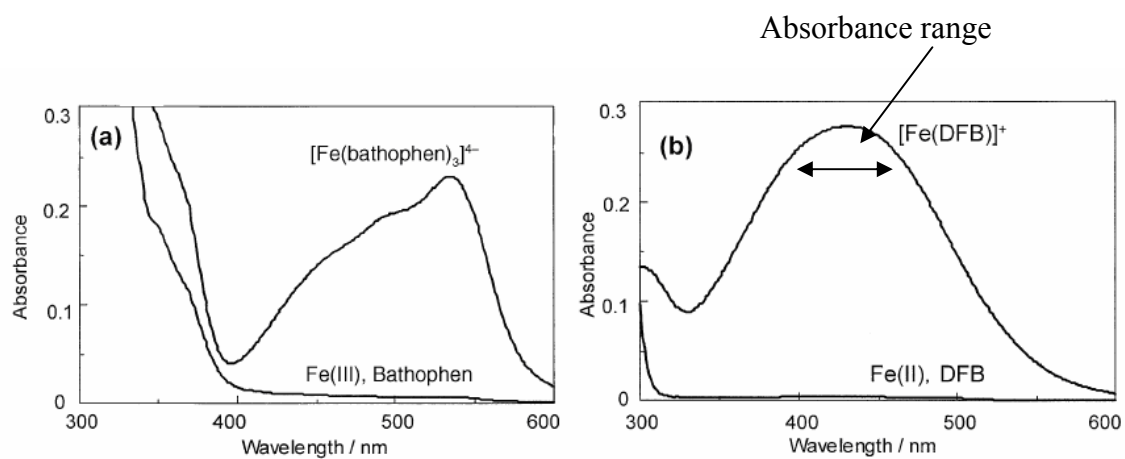 Absorbance range
0.3
(a)
[Fe(bathophen)₃]⁴⁻
0.2
Absorbance
0.1
Fe(III), Bathophen
0
300
400
500
600
Wavelength / nm
0.3
(b)
[Fe(DFB)]⁺
0.2
Absorbance
0.1
Fe(II), DFB
0
300
400
500
600
Wavelength / nm